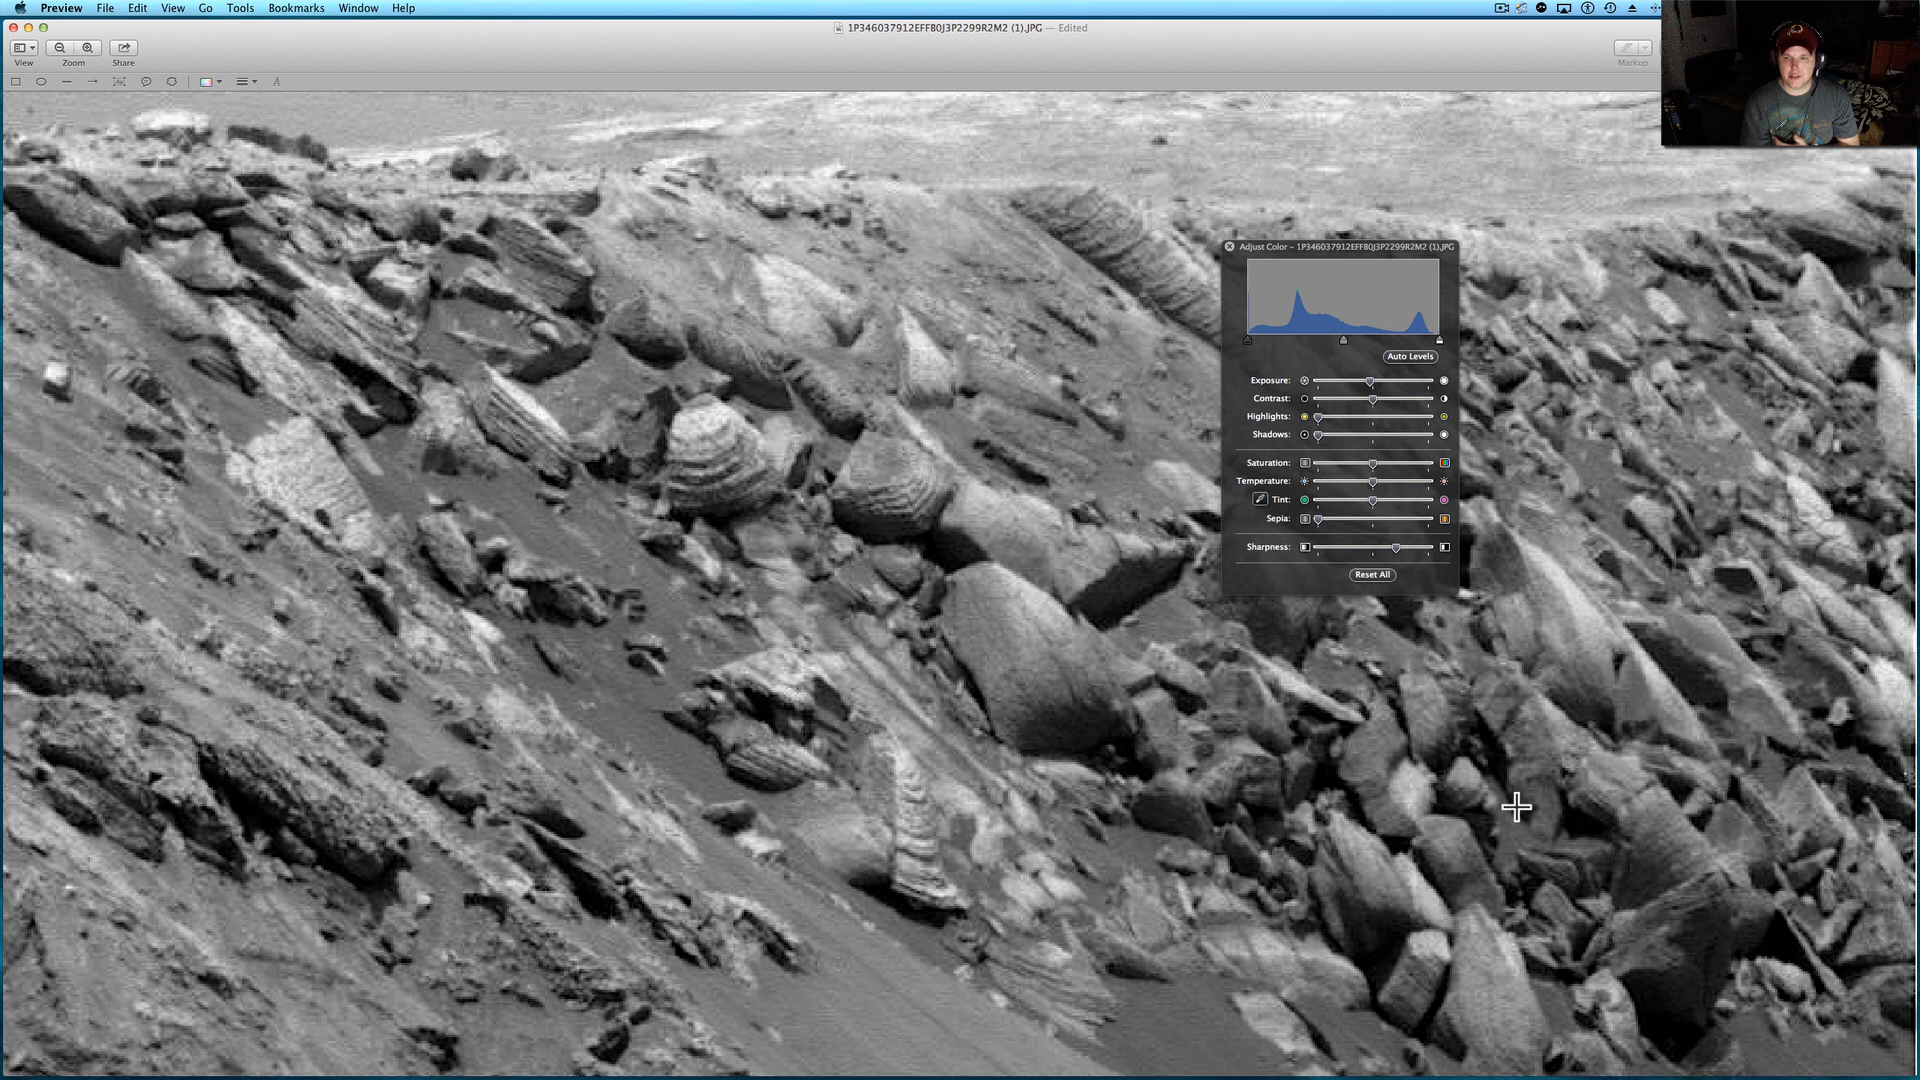 Preview File Edit View Go Tools Bookmarks Window Help
1P346037912EFFB0J3P2299R2M2 (1).JPG — Edited
View Zoom Share Markup
Adjust Color - 1P346037912EFFB0J3P2299R2M2 (1).JPG
Auto Levels
Exposure:
Contrast:
Highlights:
Shadows:
Saturation:
Temperature:
Tint:
Sepia:
Sharpness:
Reset All